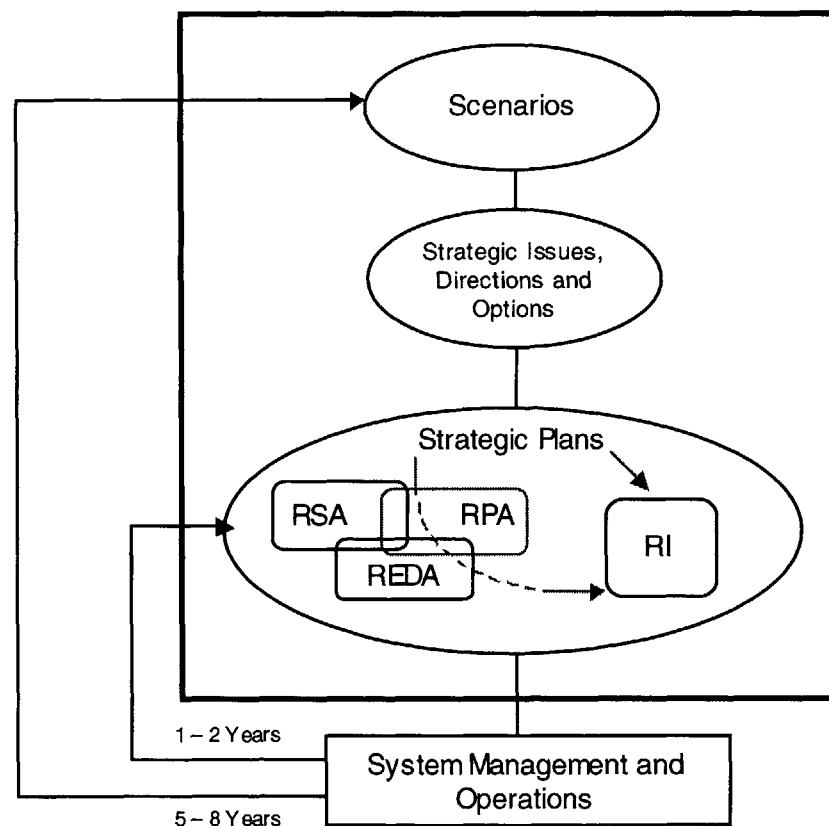 Scenarios
Strategic Issues,
Directions and
Options
Strategic Plans
RSA
RPA
REDA
RI
1 – 2 Years
System Management and
Operations
5 – 8 Years